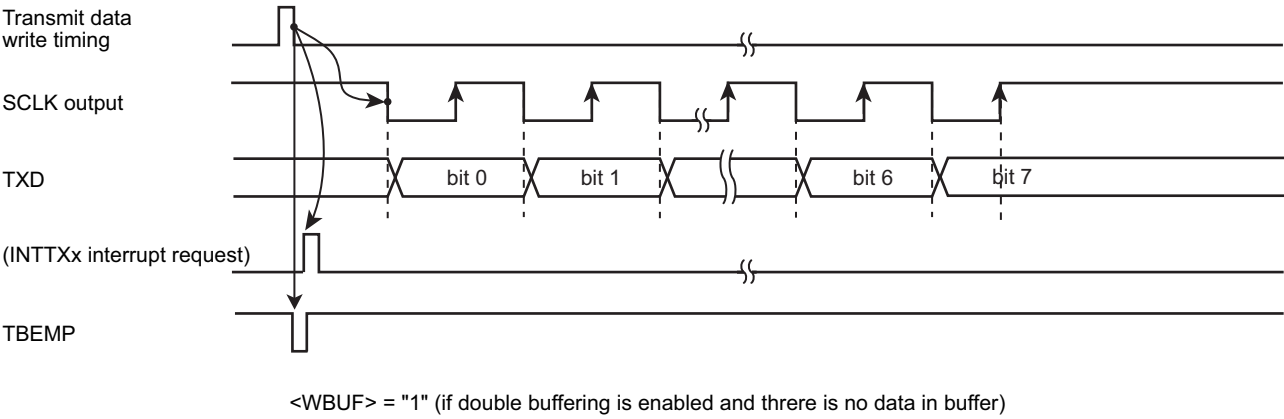 Transmit data
write timing
SCLK output
TXD
bit 0
bit 1
bit 6
bit 7
(INTTXx interrupt request)
TBEMP
<WBUF> = "1" (if double buffering is enabled and threre is no data in buffer)